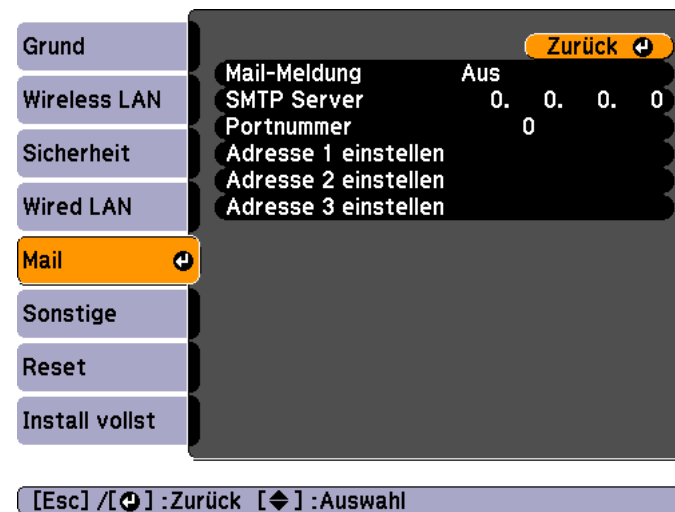 Grund
Wireless LAN
Sicherheit
Wired LAN
Mail
Sonstige
Reset
Install vollst
Zurück
Mail-Meldung Aus
SMTP Server 0. 0. 0. 0
Portnummer 0
Adresse 1 einstellen
Adresse 2 einstellen
Adresse 3 einstellen
[Esc] /[⏎] :Zurück [◆] :Auswahl